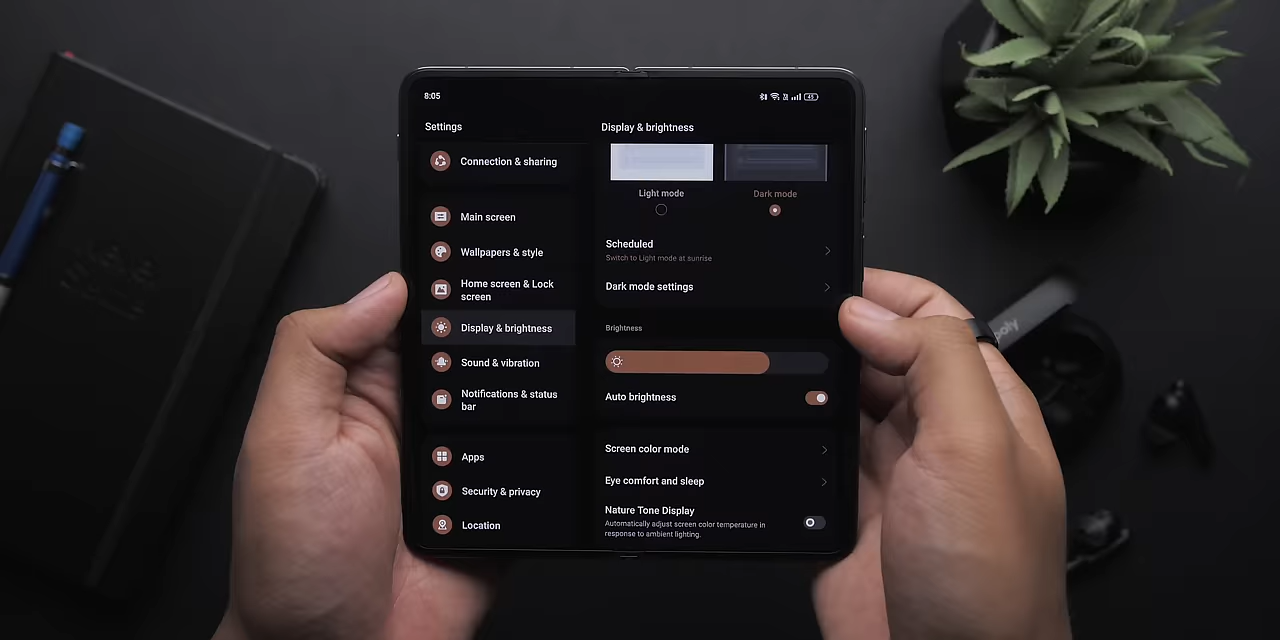 8:05
45
Settings
Connection & sharing
Main screen
Wallpapers & style
Home screen & Lock
screen
Display & brightness
Sound & vibration
Notifications & status
bar
Apps
Security & privacy
Location
Display & brightness
Light mode
Dark mode
Scheduled
Switch to Light mode at sunrise
Dark mode settings
Brightness
Auto brightness
Screen color mode
Eye comfort and sleep
Nature Tone Display
Automatically adjust screen color temperature in
response to ambient lighting.
poly